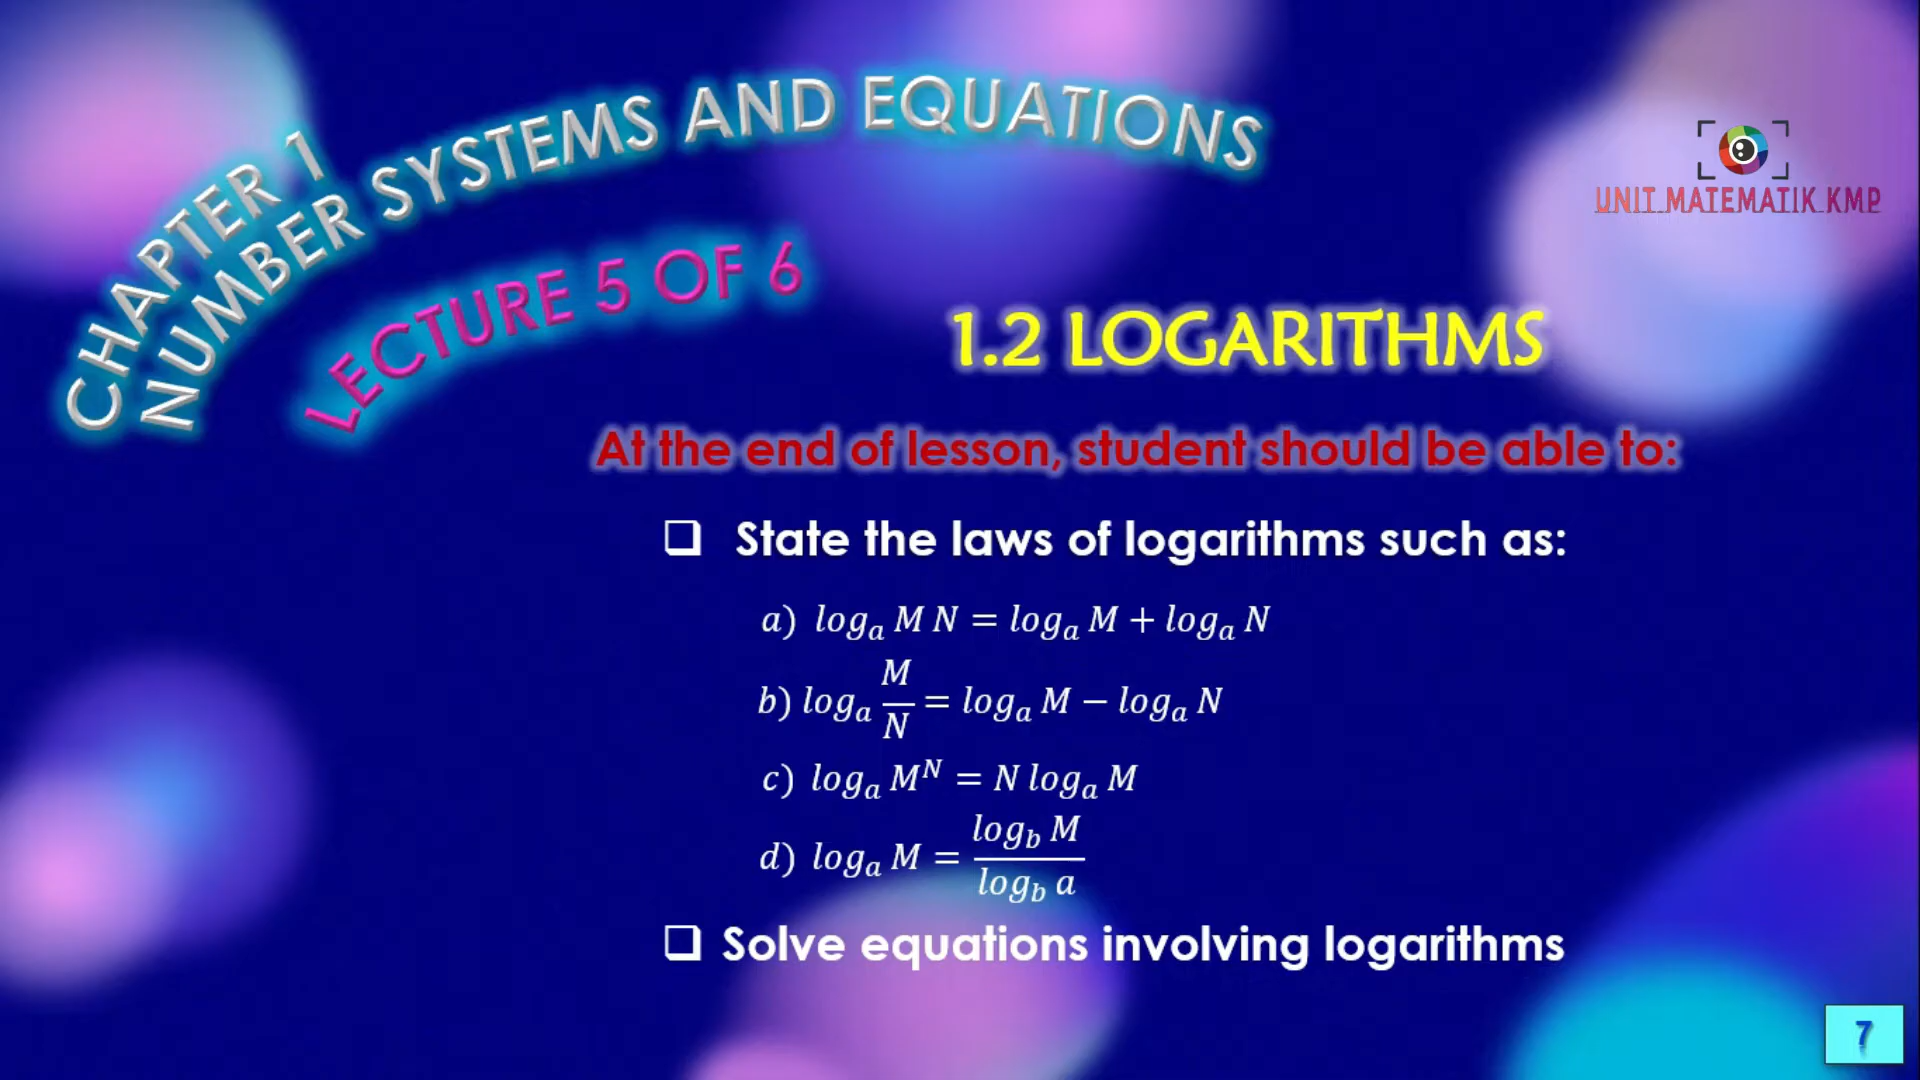 CHAPTER 1
NUMBER SYSTEMS AND EQUATIONS
LECTURE 5 OF 6
UNIT MATEMATIK KMP
1.2 LOGARITHMS
At the end of lesson, student should be able to:
❑ State the laws of logarithms such as:
a) log_a M N = log_a M + log_a N
b) log_a M/N = log_a M − log_a N
c) log_a M^N = N log_a M
d) log_a M = log_b M / log_b a
❑ Solve equations involving logarithms
7